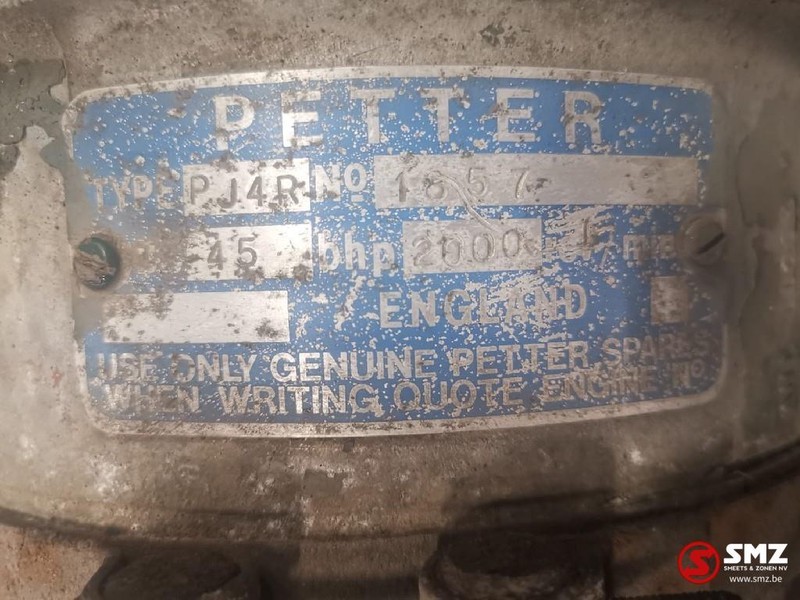 PETTER
TYPE PJ4R No 1857
45 bhp 2000
ENGLAND
USE ONLY GENUINE PETTER SPARES
WHEN WRITING QUOTE ENGINE No
SMZ
SHEETS & ZONEN NV
www.smz.be